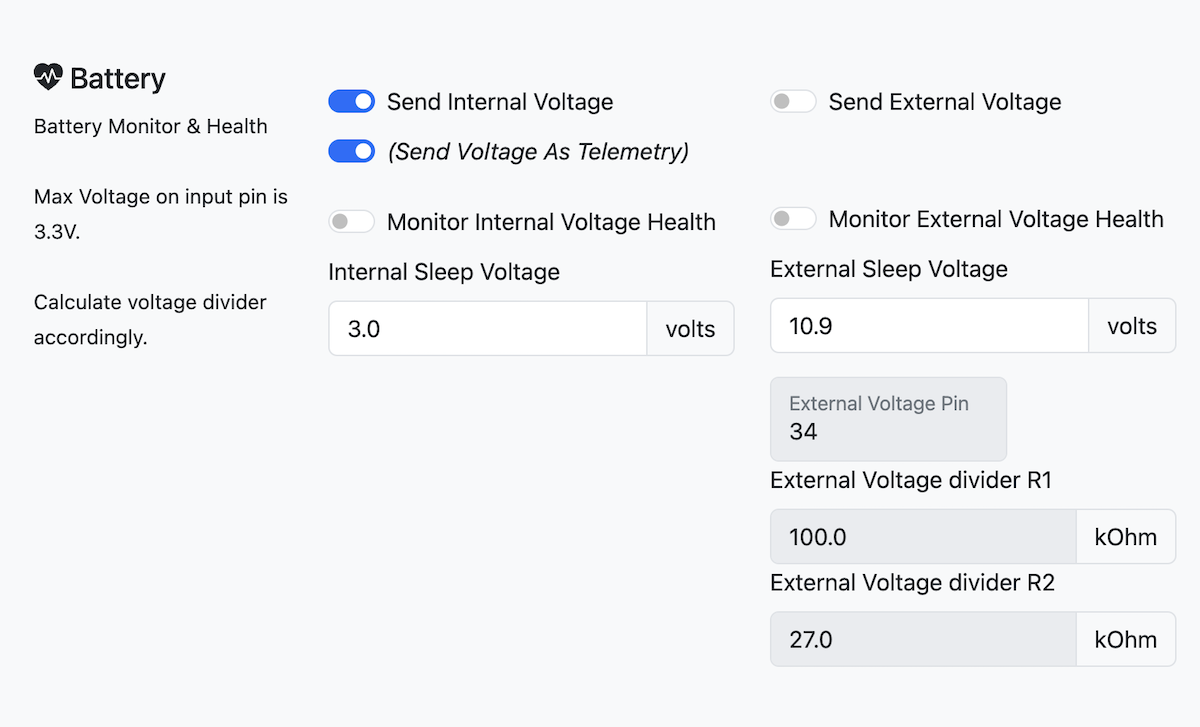 Battery
Battery Monitor & Health
Max Voltage on input pin is
3.3V.
Calculate voltage divider
accordingly.
Send Internal Voltage
(Send Voltage As Telemetry)
Monitor Internal Voltage Health
Internal Sleep Voltage
3.0 volts
Send External Voltage
Monitor External Voltage Health
External Sleep Voltage
10.9 volts
External Voltage Pin
34
External Voltage divider R1
100.0 kOhm
External Voltage divider R2
27.0 kOhm